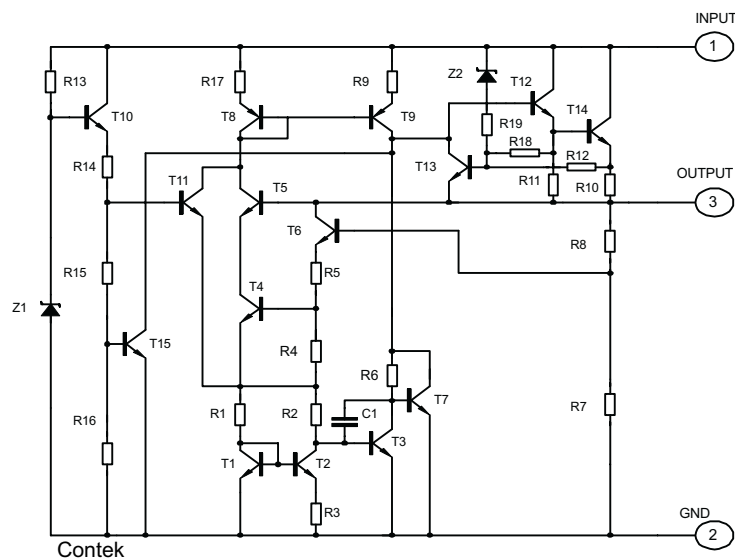 INPUT
1
R13
R17
R9
Z2
T12
T10
T8
T9
T14
R19
R18
R12
R14
T13
T11
R11
R10
OUTPUT
3
T5
T6
R8
R15
R5
T4
Z1
T15
R4
R6
R16
R1
R2
C1
T7
R7
T3
T1
T2
R3
GND
2
Contek